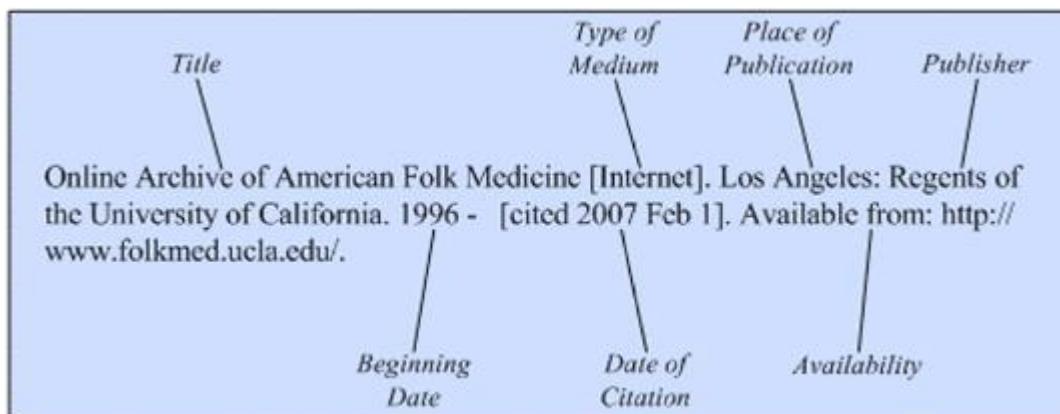 Type of Place of
Title Medium Publication Publisher
Online Archive of American Folk Medicine [Internet]. Los Angeles: Regents of
the University of California. 1996 - [cited 2007 Feb 1]. Available from: http://
www.folkmed.ucla.edu/.
Beginning Date of Availability
Date Citation